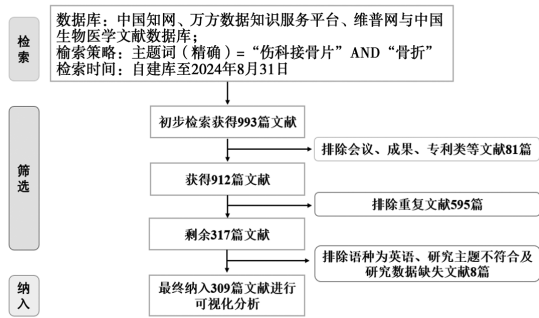 检索
数据库：中国知网、万方数据知识服务平台、维普网与中国
生物医学文献数据库；
检索策略：主题词（精确）=“伤科接骨片”AND“骨折”
检索时间：自建库至2024年8月31日
筛选
初步检索获得993篇文献
排除会议、成果、专利类等文献81篇
获得912篇文献
排除重复文献595篇
剩余317篇文献
排除语种为英语、研究主题不符合及
研究数据缺失文献8篇
纳入
最终纳入309篇文献进行
可视化分析